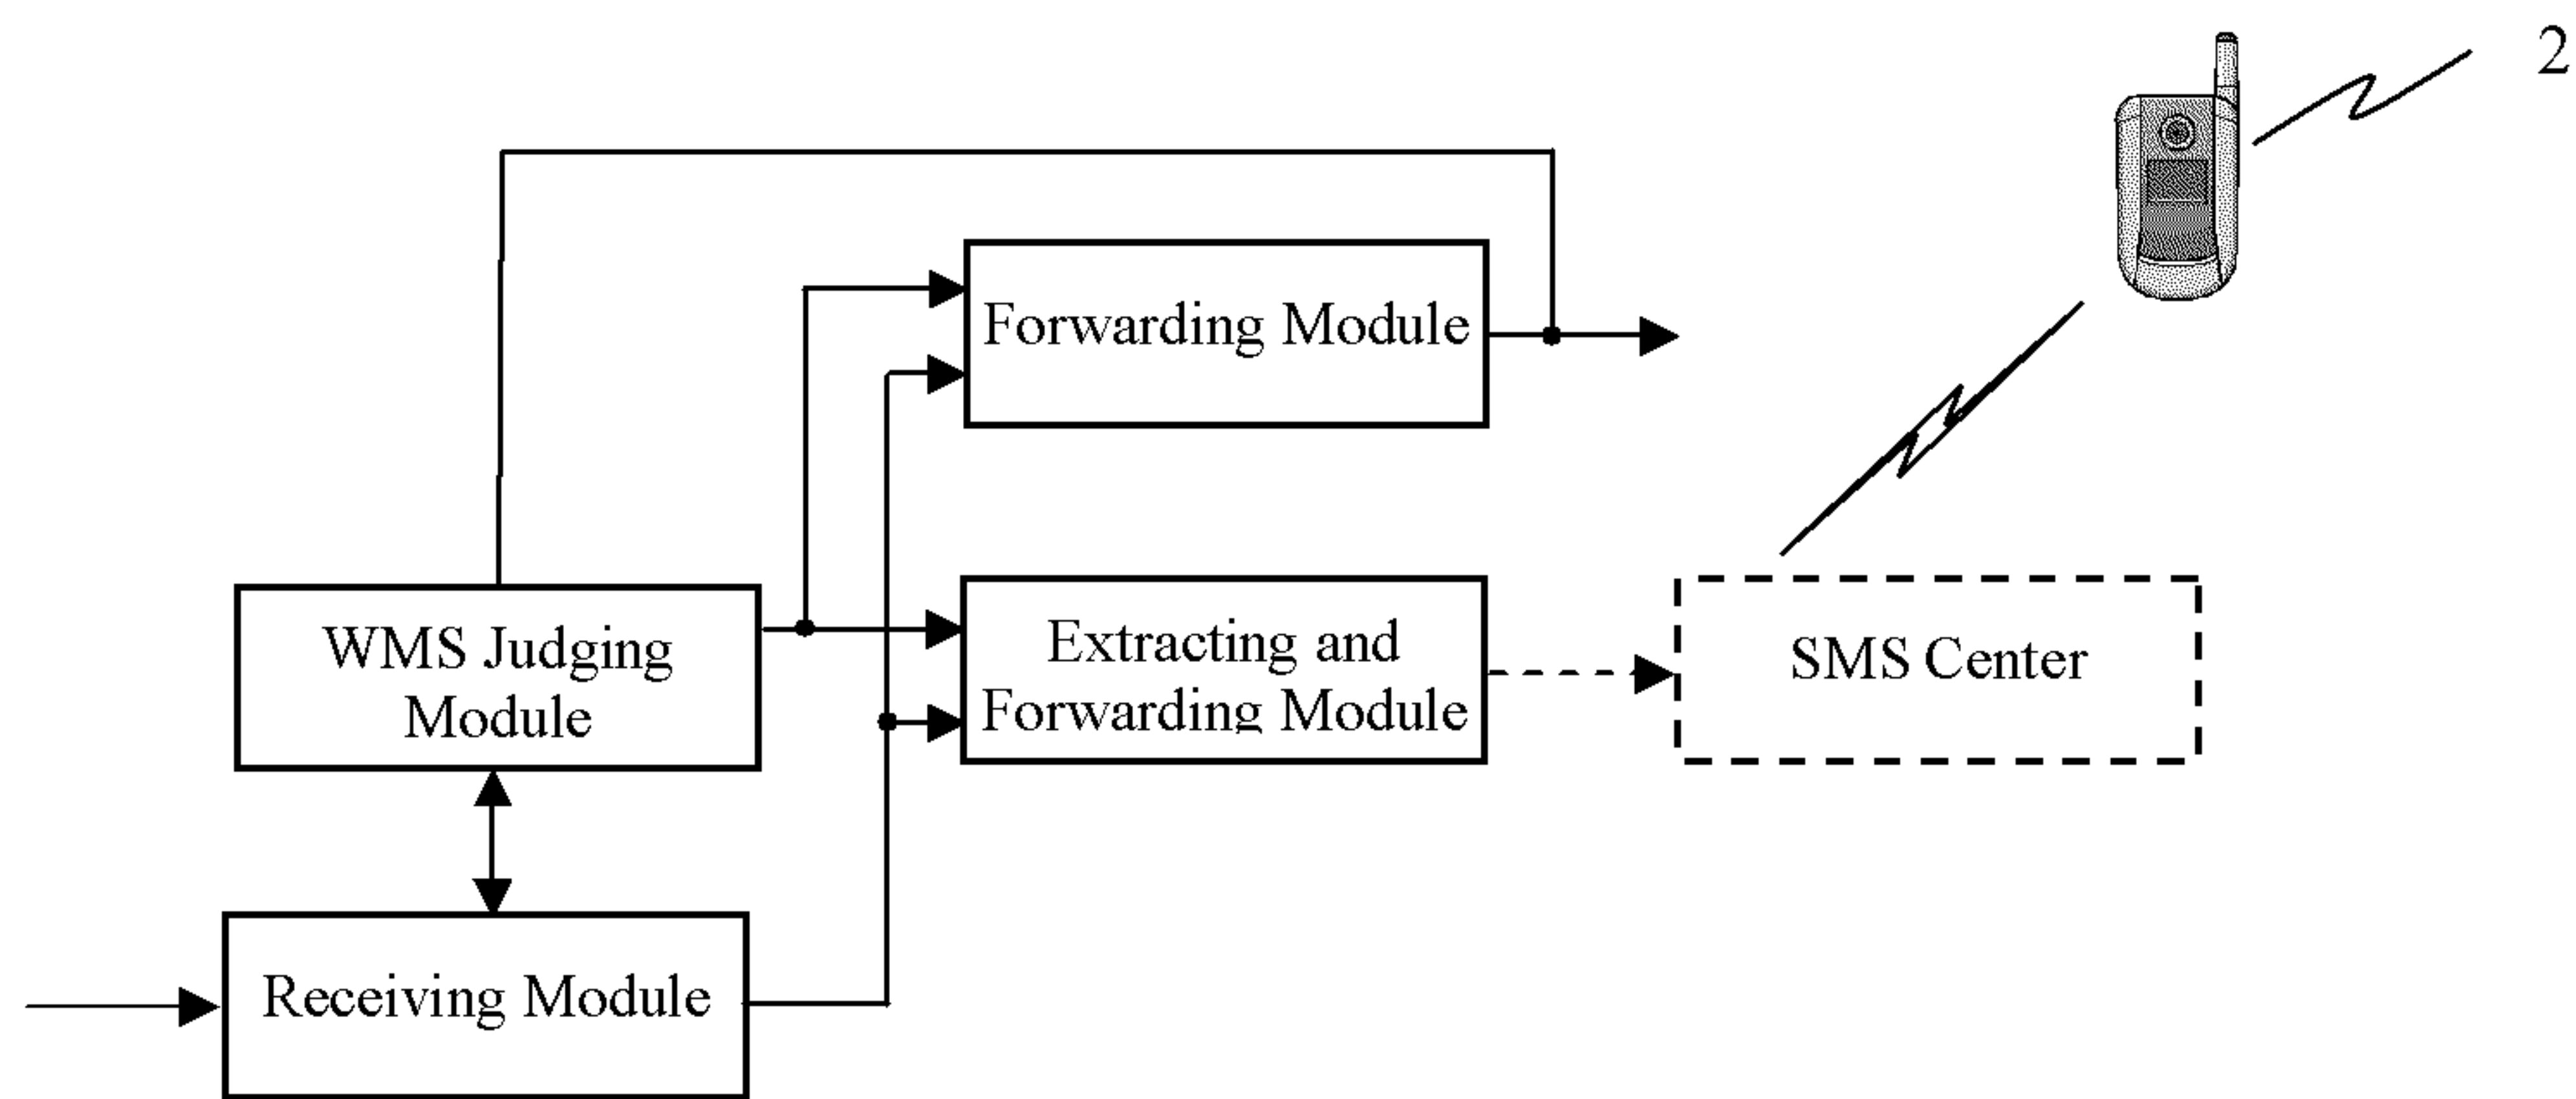 2
Forwarding Module
WMS Judging
Module
Extracting and
Forwarding Module
SMS Center
Receiving Module